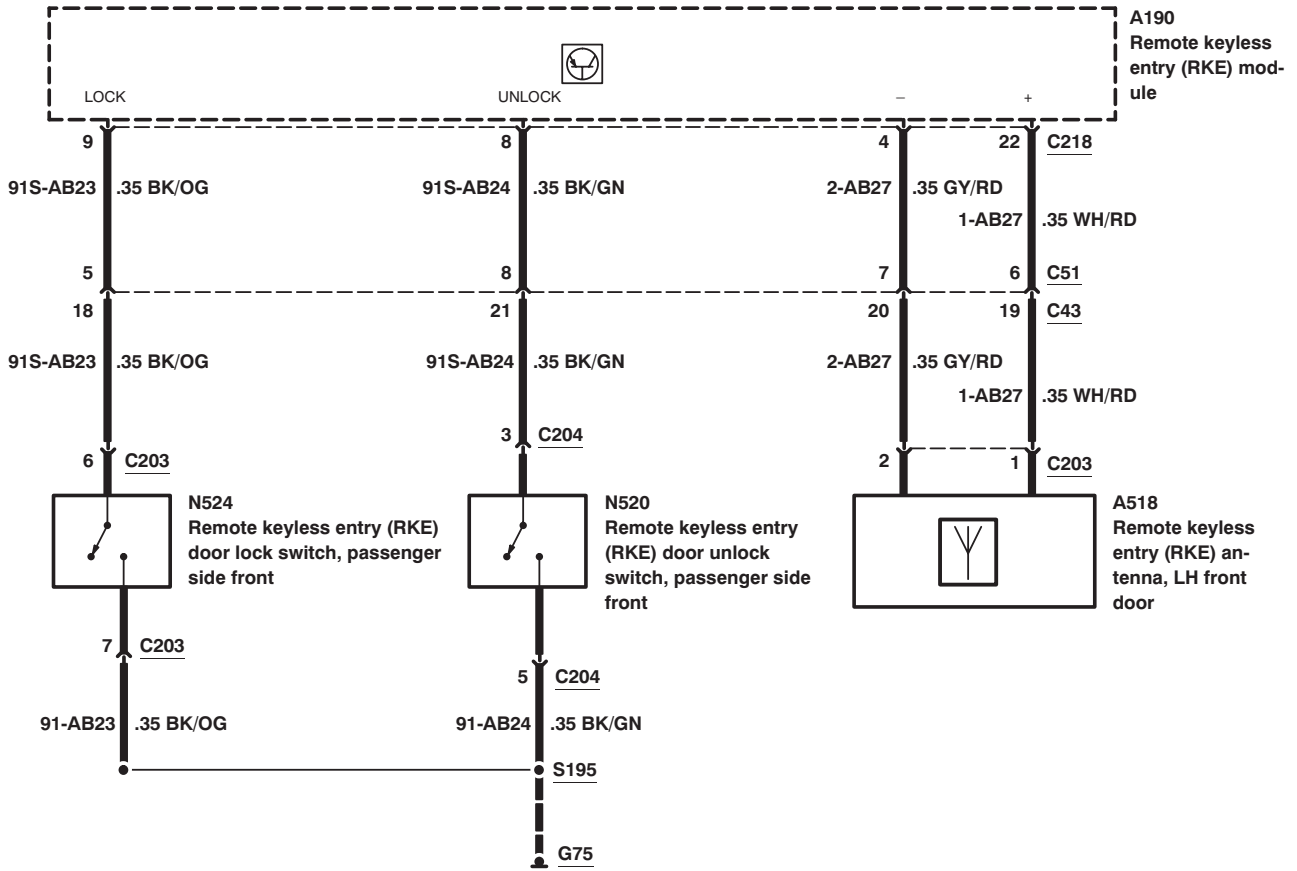 A190
Remote keyless
entry (RKE) mod-
ule
LOCK
UNLOCK
–
+
9
8
4
22
C218
91S-AB23
.35 BK/OG
91S-AB24
.35 BK/GN
2-AB27
.35 GY/RD
1-AB27
.35 WH/RD
5
8
7
6
C51
18
21
20
19
C43
91S-AB23
.35 BK/OG
91S-AB24
.35 BK/GN
2-AB27
.35 GY/RD
1-AB27
.35 WH/RD
3
C204
6
C203
2
1
C203
N524
Remote keyless entry (RKE)
door lock switch, passenger
side front
N520
Remote keyless entry
(RKE) door unlock
switch, passenger side
front
A518
Remote keyless
entry (RKE) an-
tenna, LH front
door
7
C203
5
C204
91-AB23
.35 BK/OG
91-AB24
.35 BK/GN
S195
G75